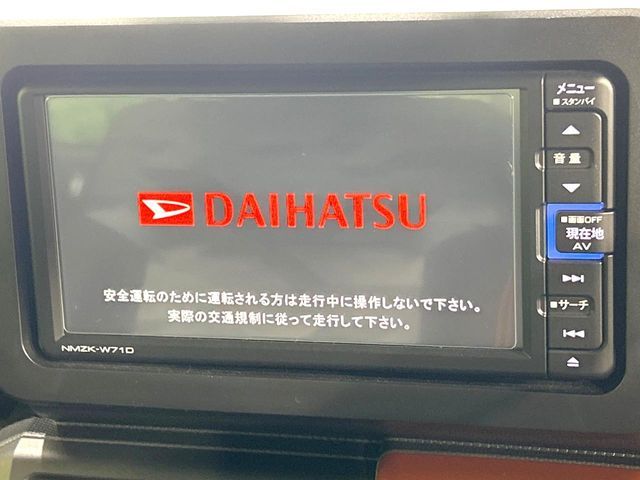 DAIHATSU
安全運転のために運転される方は走行中に操作しないで下さい。
実際の交通規制に従って走行して下さい。
NMZK-W71D
メニュー
スタンバイ
音量
画面OFF
現在地
AV
サーチ